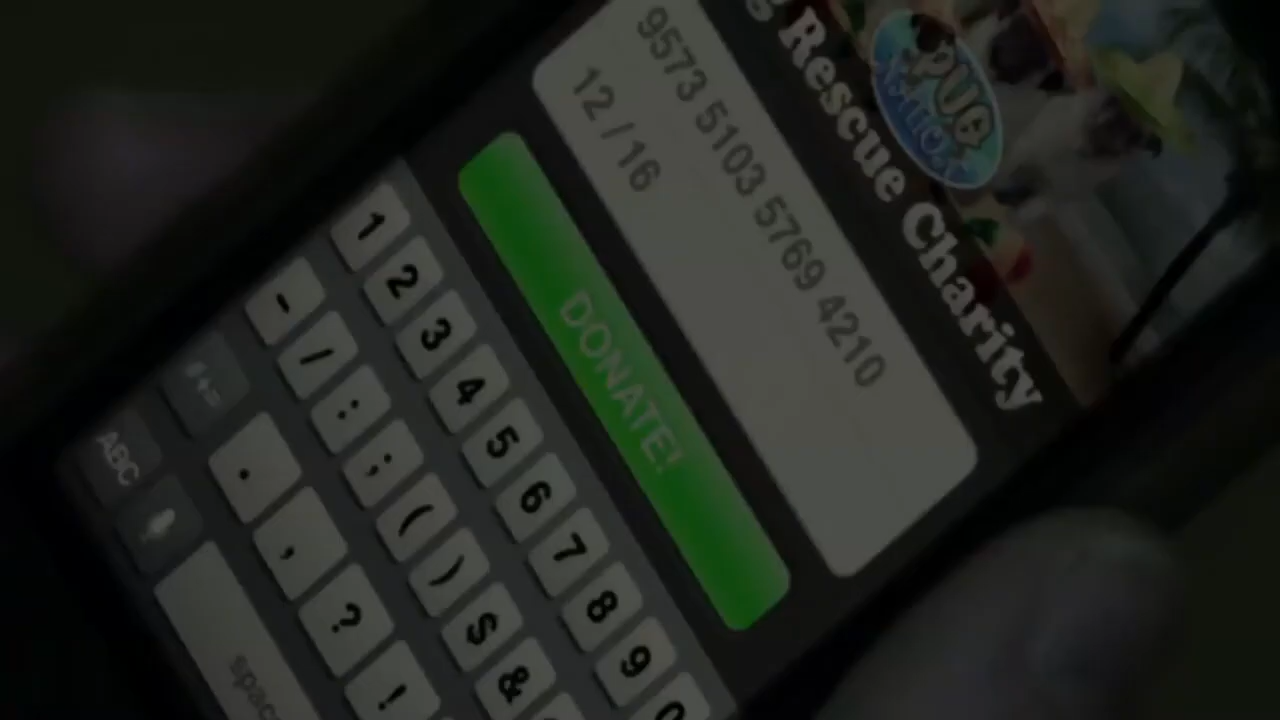 PUG
g Rescue Charity
9573 5103 5769 4210
12 / 16
DONATE!
1 2 3 4 5 6 7 8 9 0
- / : ; ( ) $ &
#+= . , ? !
ABC